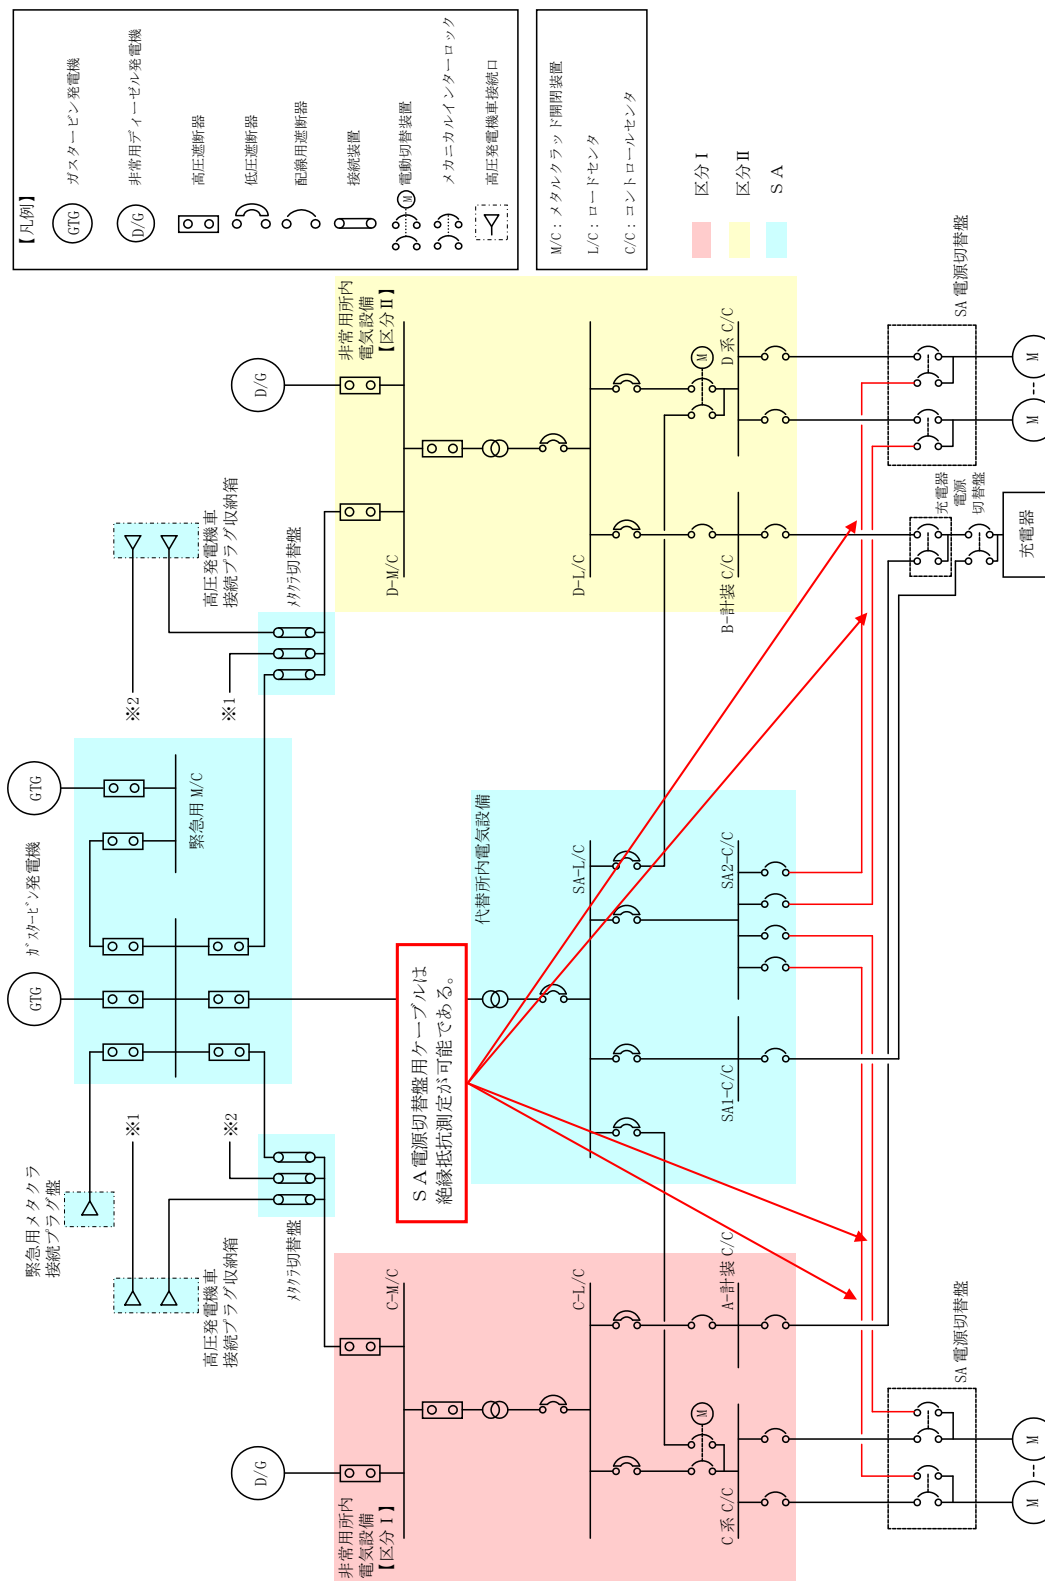 【凡例】
GTG
ガスタービン発電機
D/G
非常用ディーゼル発電機
高圧遮断器
低圧遮断器
配線用遮断器
接続装置
M
電動切替装置
メカニカルインターロック
高圧発電機車接続口
M/C：メタルクラッド開閉装置
L/C：ロードセンタ
C/C：コントロールセンタ
区分Ⅰ
区分Ⅱ
ＳＡ
緊急用メタクラ
接続プラグ盤
高圧発電機車
接続プラグ収納箱
※1
※2
ﾒﾀｸﾗ切替盤
GTG
ｶﾞｽﾀｰﾋﾞﾝ発電機
GTG
緊急用 M/C
高圧発電機車
接続プラグ収納箱
※2
※1
ﾒﾀｸﾗ切替盤
D/G
非常用所内
電気設備
【区分Ⅰ】
C-M/C
C-L/C
M
C 系 C/C
A-計装 C/C
ＳＡ電源切替盤用ケーブルは
絶縁抵抗測定が可能である。
代替所内電気設備
SA-L/C
SA1-C/C
SA2-C/C
D/G
非常用所内
電気設備
【区分Ⅱ】
D-M/C
D-L/C
M
B-計装 C/C
D 系 C/C
SA 電源切替盤
M
M
充電器
電源
切替盤
充電器
SA 電源切替盤
M
M